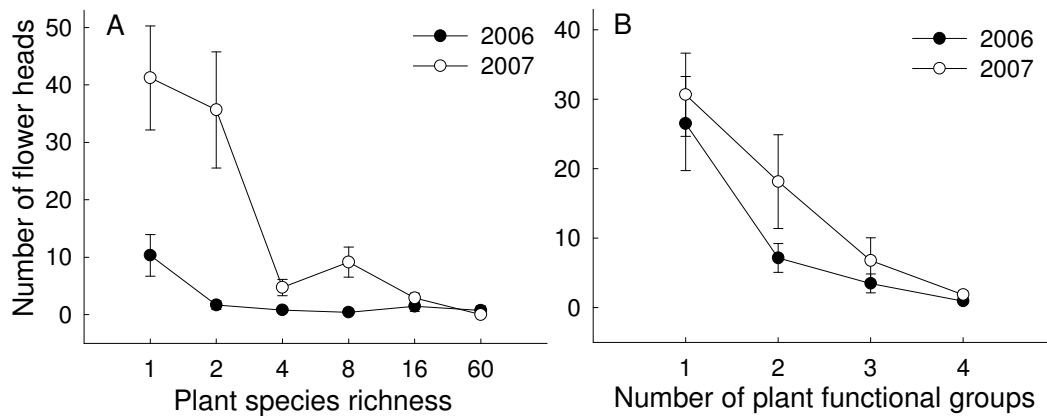 A
2006
2007
Number of flower heads
50
40
30
20
10
0
1 2 4 8 16 60
Plant species richness
B
2006
2007
40
30
20
10
0
1 2 3 4
Number of plant functional groups